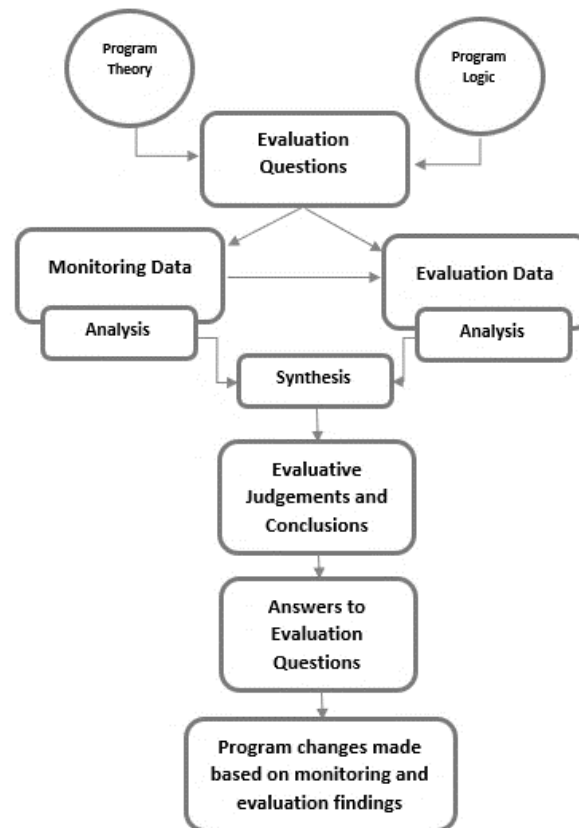 Program
Theory
Program
Logic
Evaluation
Questions
Monitoring Data
Evaluation Data
Analysis
Analysis
Synthesis
Evaluative
Judgements and
Conclusions
Answers to
Evaluation
Questions
Program changes made
based on monitoring and
evaluation findings